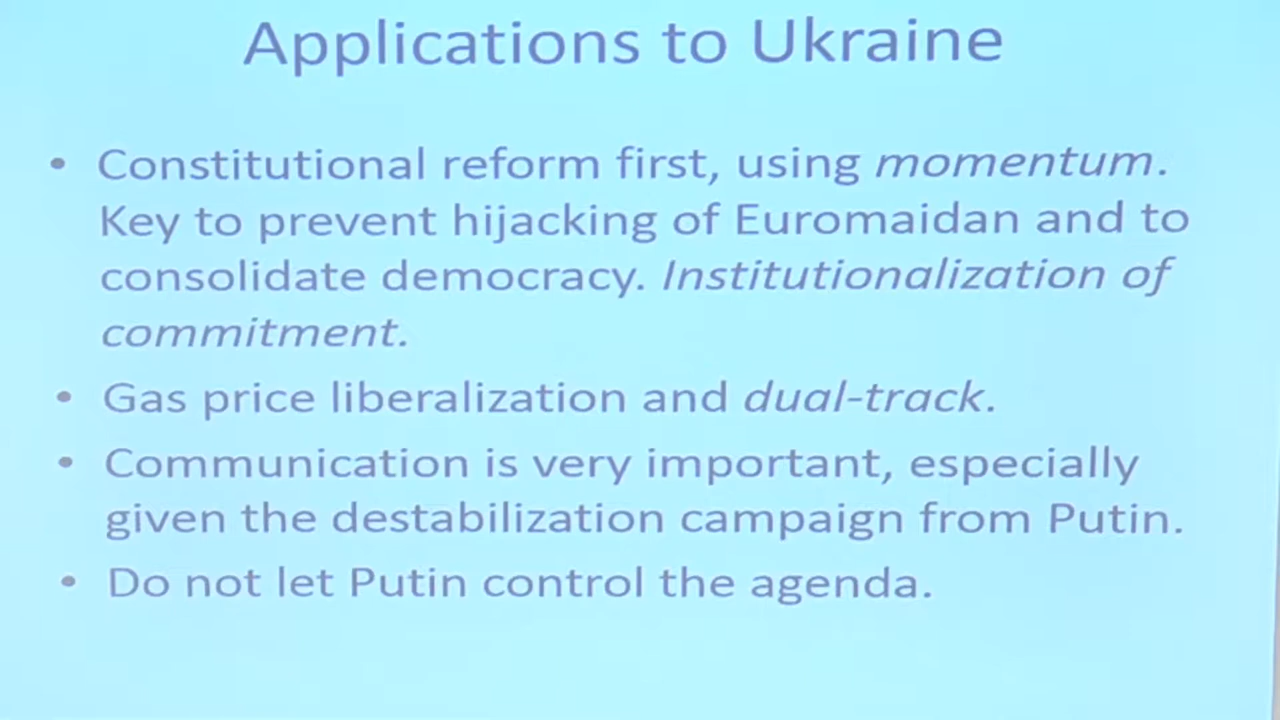 Applications to Ukraine
• Constitutional reform first, using momentum.
Key to prevent hijacking of Euromaidan and to
consolidate democracy. Institutionalization of
commitment.
• Gas price liberalization and dual-track.
• Communication is very important, especially
given the destabilization campaign from Putin.
• Do not let Putin control the agenda.